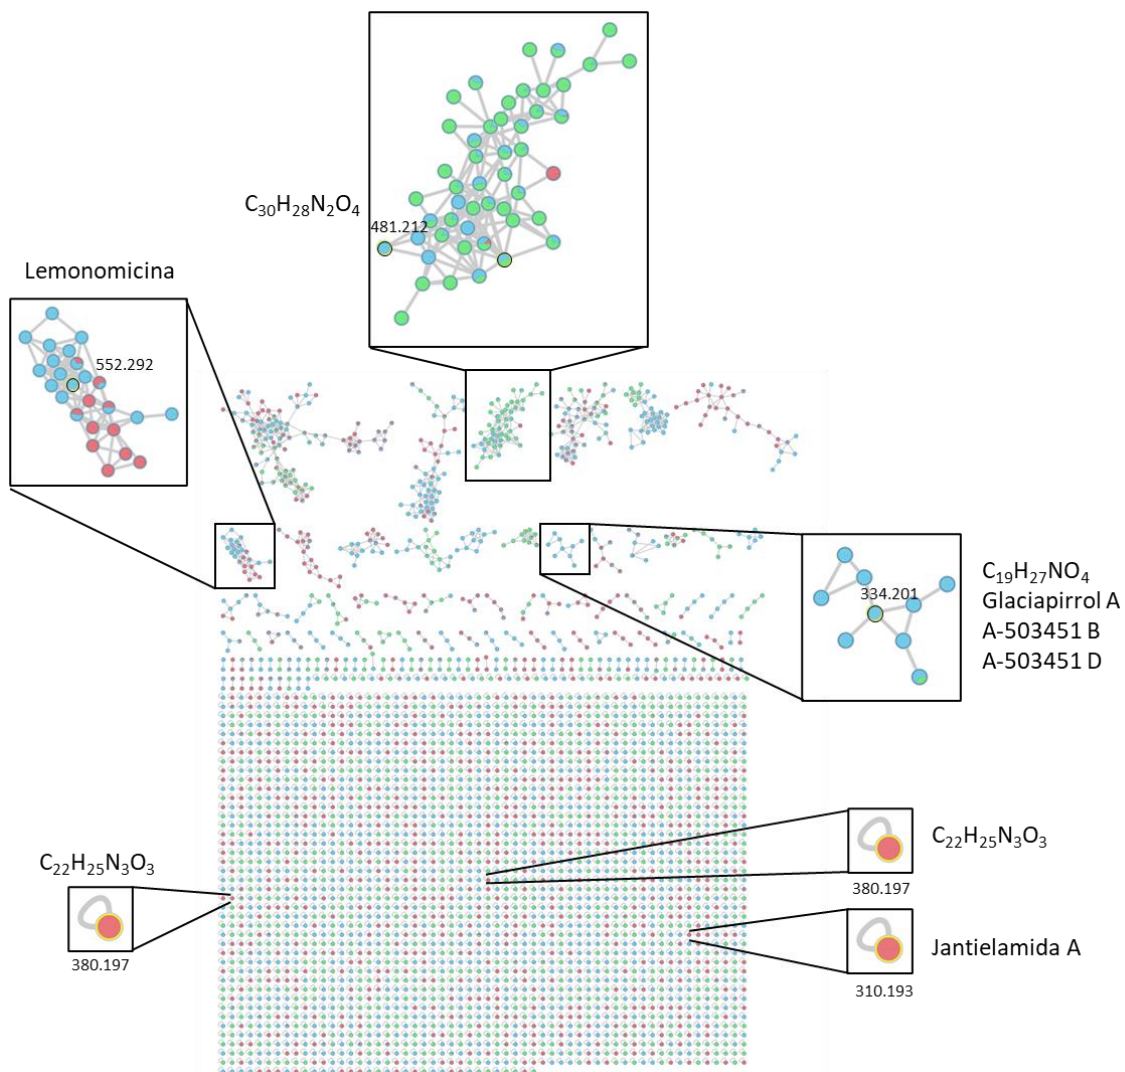 C₃₀H₂₈N₂O₄
481.212
Lemonomicina
552.292
334.201
C₁₉H₂₇NO₄
Glaciapirrol A
A-503451 B
A-503451 D
C₂₂H₂₅N₃O₃
380.197
C₂₂H₂₅N₃O₃
380.197
Jantielamida A
310.193